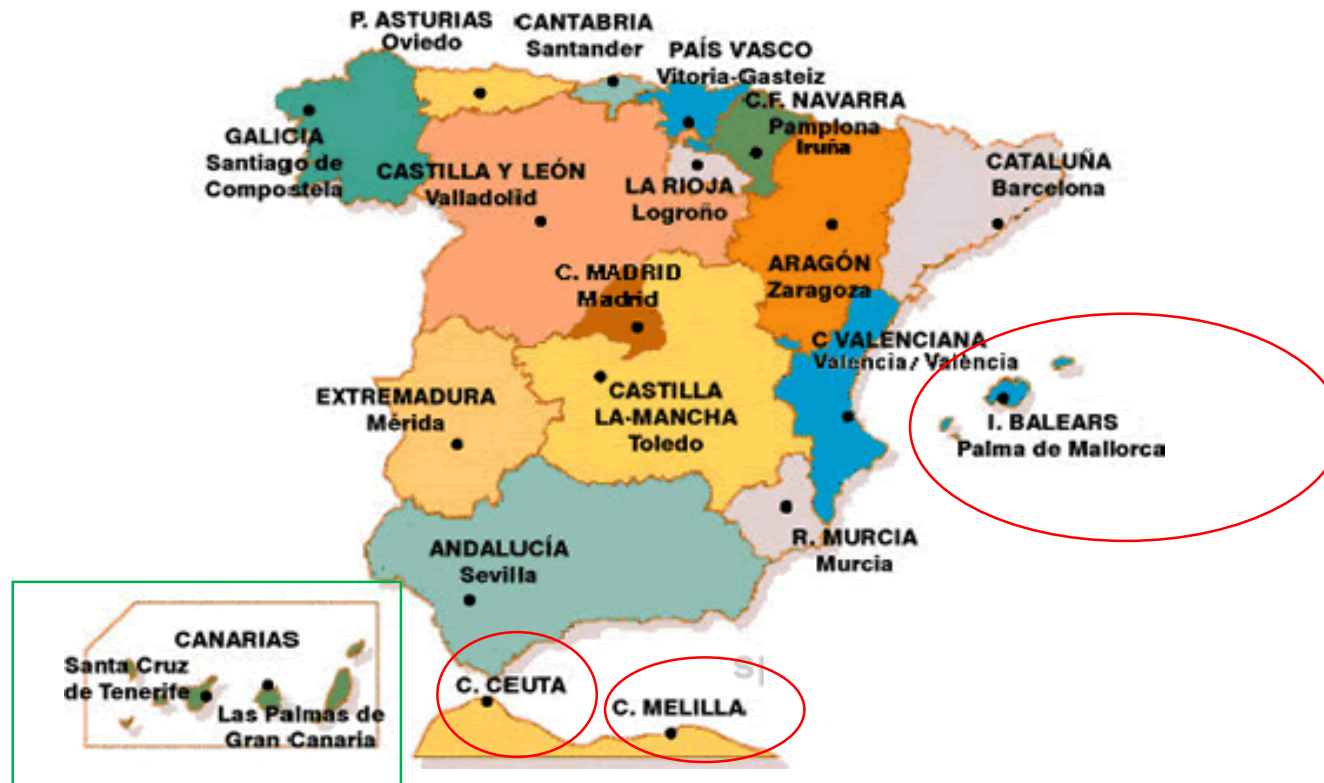 P. ASTURIAS
Oviedo
CANTABRIA
Santander
PAÍS VASCO
Vitoria-Gasteiz
C.F. NAVARRA
Pamplona
Iruña
GALICIA
Santiago de
Compostela
CASTILLA Y LEÓN
Valladolid
LA RIOJA
Logroño
CATALUÑA
Barcelona
ARAGÓN
Zaragoza
C. MADRID
Madrid
C VALENCIANA
Valencia/València
EXTREMADURA
Mérida
CASTILLA
LA-MANCHA
Toledo
I. BALEARS
Palma de Mallorca
R. MURCIA
Murcia
ANDALUCÍA
Sevilla
CANARIAS
Santa Cruz
de Tenerife
Las Palmas de
Gran Canaria
C. CEUTA
C. MELILLA